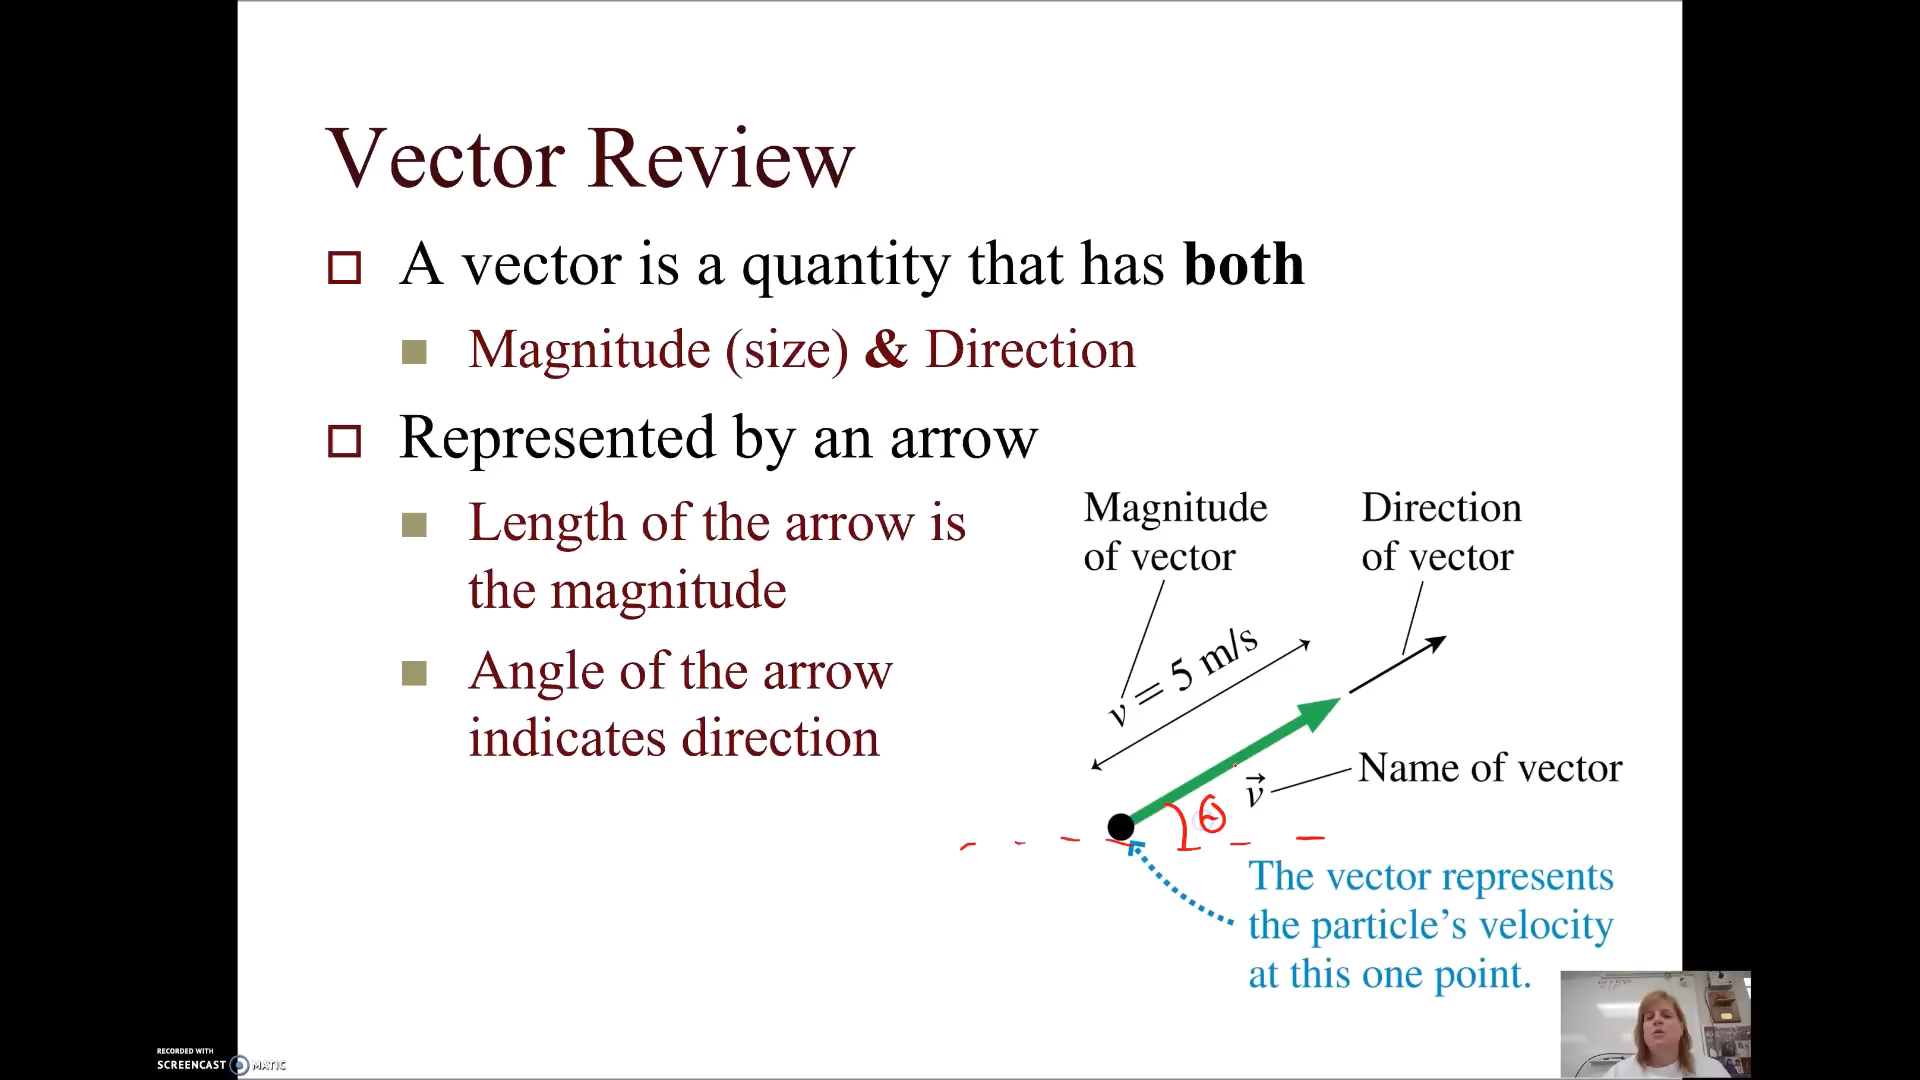 Vector Review
A vector is a quantity that has both
Magnitude (size) & Direction
Represented by an arrow
Length of the arrow is
the magnitude
Angle of the arrow
indicates direction
Magnitude
of vector
Direction
of vector
v = 5 m/s
v⃗
Name of vector
Θ
The vector represents
the particle’s velocity
at this one point.
RECORDED WITH
SCREENCAST MATIC